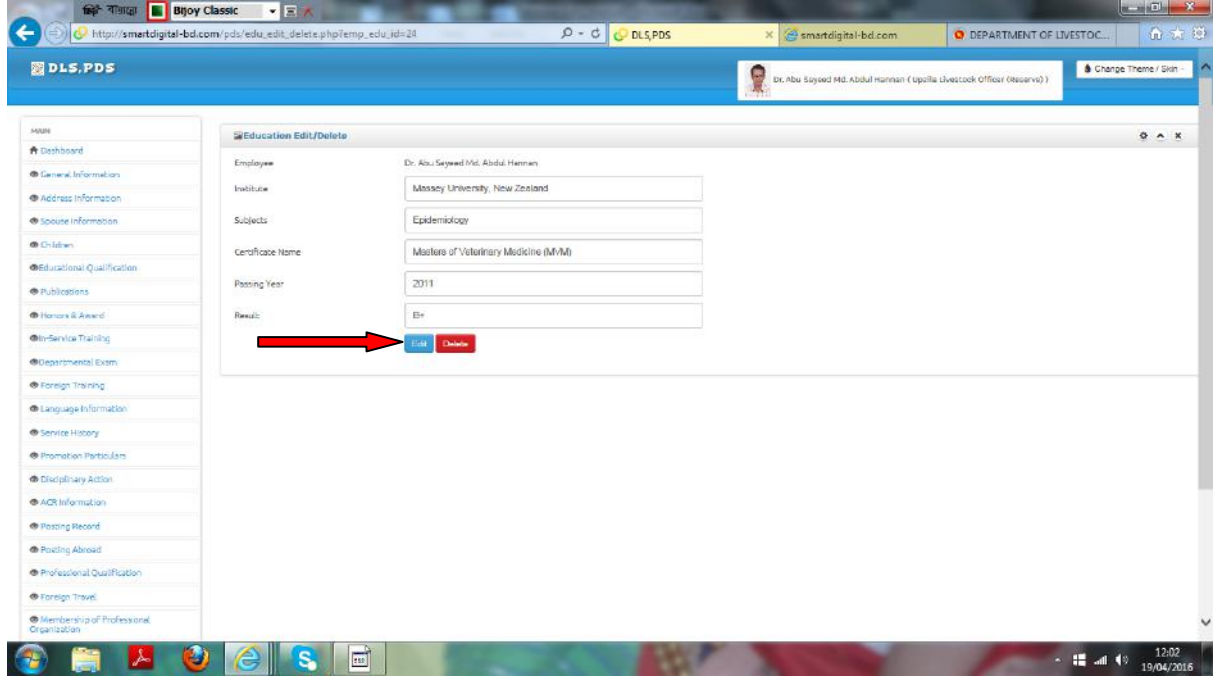 Bijoy Classic
http://smartdigital-bd.com/pds/edu_edit_delete.php?emp_edu_id=24
DLS,PDS
smartdigital-bd.com
DEPARTMENT OF LIVESTOC...
DLS,PDS
Dr. Abu Sayeed Md. Abdul Hannan ( Upzilla Livestock Officer (Reserve) )
Change Theme / Skin
MAIN
Dashboard
General Information
Address Information
Spouse Information
Children
Educational Qualification
Publications
Honors & Award
In-Service Training
Departmental Exam
Foreign Training
Language Information
Service History
Promotion Particulars
Disciplinary Action
ACR Information
Posting Record
Posting Abroad
Professional Qualification
Foreign Travel
Membership of Professional
Organization
Education Edit/Delete
Employee Dr. Abu Sayeed Md. Abdul Hannan
Institute Massey University, New Zealand
Subjects Epidemiology
Certificate Name Masters of Veterinary Medicine (MVM)
Passing Year 2011
Result: B+
Edit Delete
12:02
19/04/2016